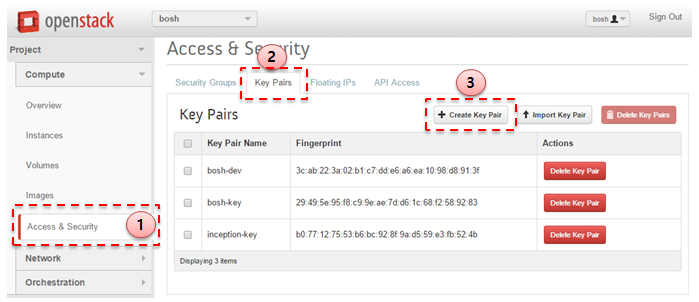 openstack
bosh
bosh
Sign Out
Project
Compute
Overview
Instances
Volumes
Images
Access & Security
1
Network
Orchestration
Access & Security
2
Security Groups
Key Pairs
Floating IPs
API Access
3
Key Pairs
Create Key Pair
Import Key Pair
Delete Key Pairs
Key Pair Name Fingerprint Actions
bosh-dev 3c:ab:22:3a:02:b1:c7:dd:e6:a6:ea:10:98:d8:91:3f Delete Key Pair
bosh-key 29:49:5e:95:f8:c9:9e:ae:7d:d6:1c:68:f2:58:92:83 Delete Key Pair
inception-key b0:77:12:75:53:b6:bc:92:8f:9a:d5:59:e3:fb:52:4b Delete Key Pair
Displaying 3 items